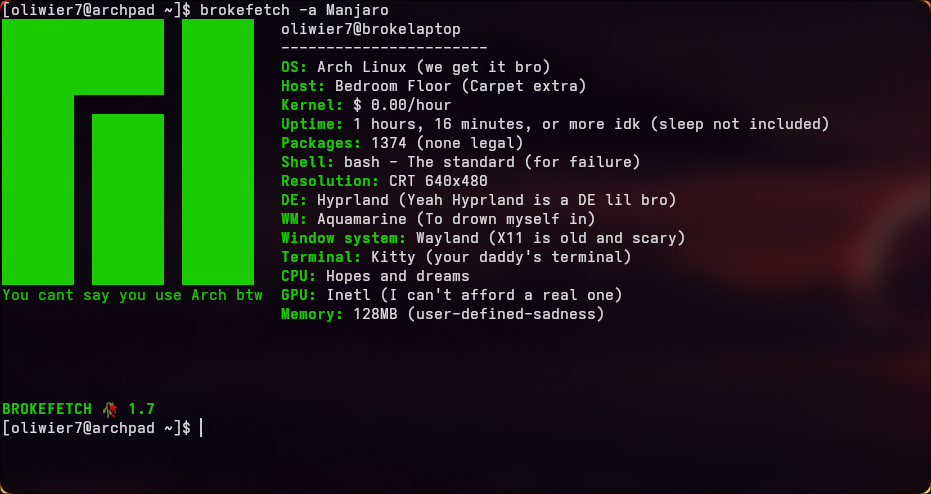 [oliwier7@archpad ~]$ brokefetch -a Manjaro
oliwier7@brokelaptop
-----------------------
OS: Arch Linux (we get it bro)
Host: Bedroom Floor (Carpet extra)
Kernel: $ 0.00/hour
Uptime: 1 hours, 16 minutes, or more idk (sleep not included)
Packages: 1374 (none legal)
Shell: bash - The standard (for failure)
Resolution: CRT 640x480
DE: Hyprland (Yeah Hyprland is a DE lil bro)
WM: Aquamarine (To drown myself in)
Window system: Wayland (X11 is old and scary)
Terminal: Kitty (your daddy's terminal)
CPU: Hopes and dreams
You cant say you use Arch btw
GPU: Inetl (I can't afford a real one)
Memory: 128MB (user-defined-sadness)
BROKEFETCH 🥀 1.7
[oliwier7@archpad ~]$